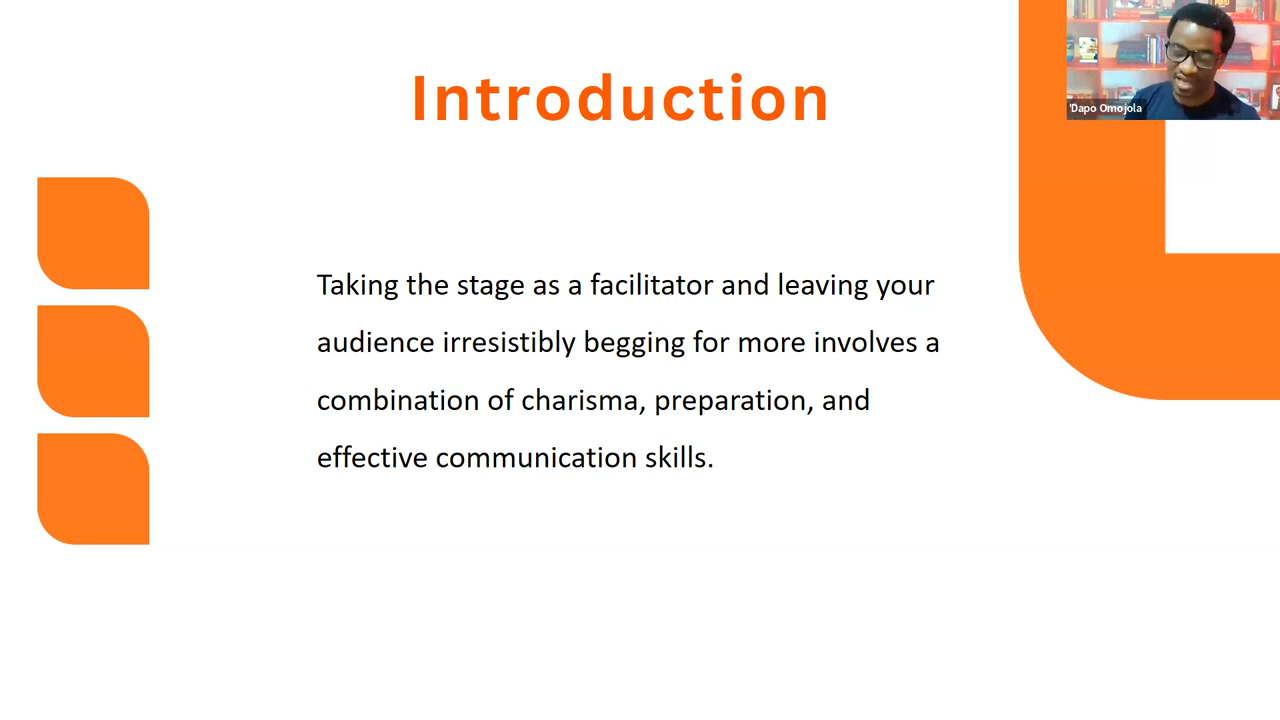 Introduction
'Dapo Omojola
Taking the stage as a facilitator and leaving your
audience irresistibly begging for more involves a
combination of charisma, preparation, and
effective communication skills.